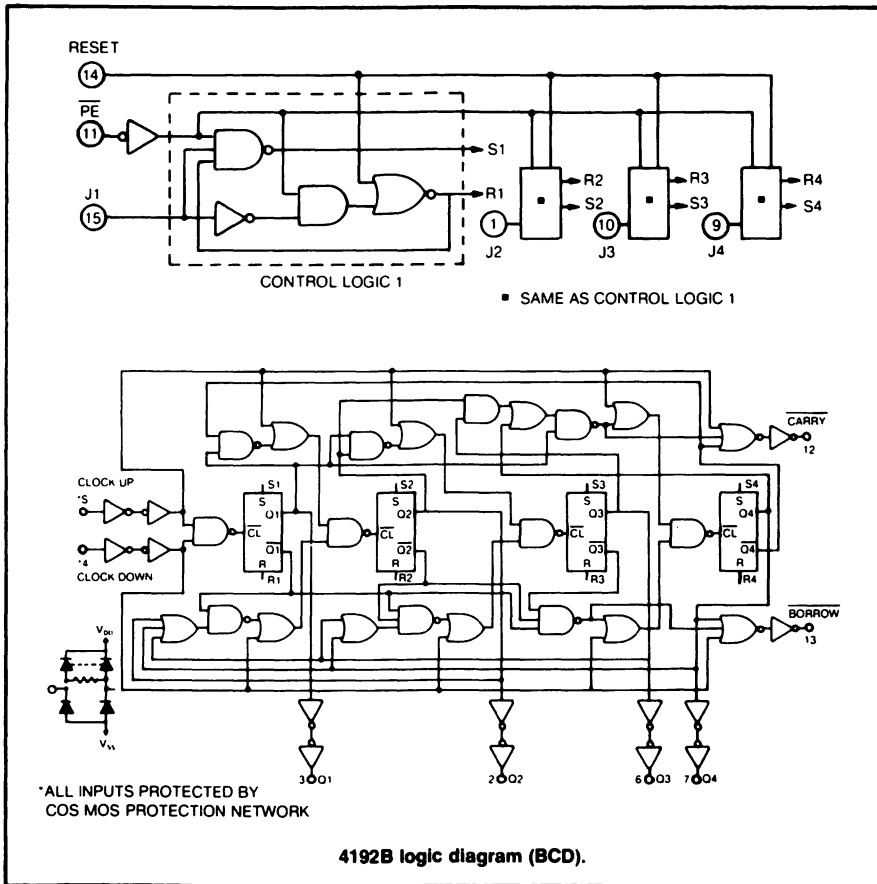 RESET
14
PE
11
S1
J1
15
R1
R2
R3
R4
S2
S3
S4
1
10
9
J2
J3
J4
CONTROL LOGIC 1
■ SAME AS CONTROL LOGIC 1
CARRY
12
CLOCK UP
*5
*4
CLOCK DOWN
S1
S
Q1
CL
Q1
R
R1
S2
S
Q2
CL
Q2
R
R2
S3
S
Q3
CL
Q3
R
R3
S4
S
Q4
CL
Q4
R
R4
BORROW
13
VDD
VSS
3 Q1
2 Q2
6 Q3
7 Q4
*ALL INPUTS PROTECTED BY
COS MOS PROTECTION NETWORK
4192B logic diagram (BCD).